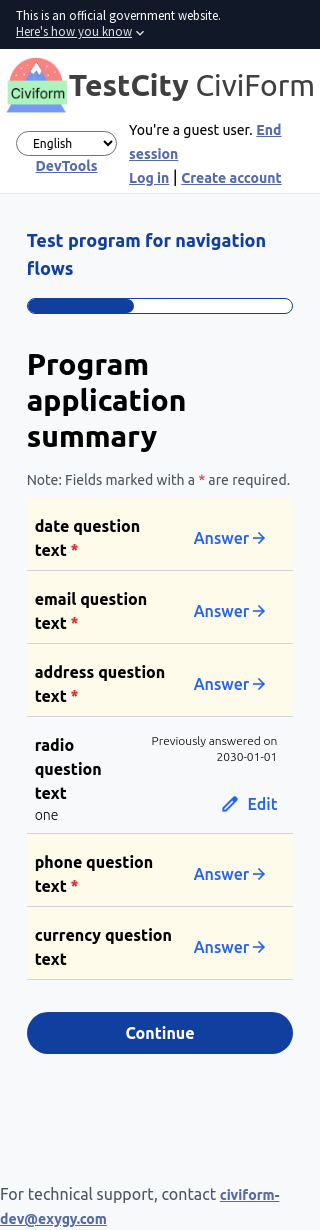 This is an official government website.
Here's how you know
Civiform
TestCity CiviForm
English
DevTools
You're a guest user. End
session
Log in | Create account
Test program for navigation
flows
Program
application
summary
Note: Fields marked with a * are required.
date question
text *
Answer
email question
text *
Answer
address question
text *
Answer
radio
question
text
one
Previously answered on
2030-01-01
Edit
phone question
text *
Answer
currency question
text
Answer
Continue
For technical support, contact civiform-
dev@exygy.com